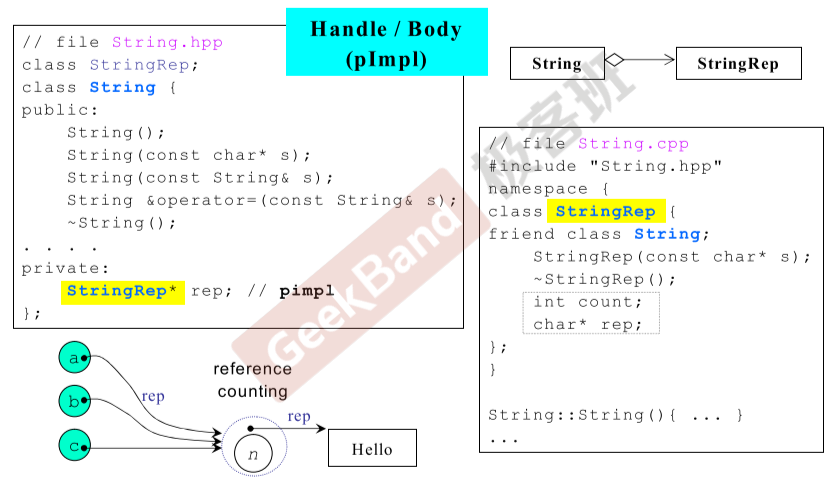 Handle / Body
(pImpl)
// file String.hpp
class StringRep;
class String {
public:
String();
String(const char* s);
String(const String& s);
String &operator=(const String& s);
~String();
. . . .
private:
StringRep* rep; // pimpl
};
String
StringRep
// file String.cpp
#include "String.hpp"
namespace {
class StringRep {
friend class String;
StringRep(const char* s);
~StringRep();
int count;
char* rep;
};
}
String::String(){ ... }
...
a
b
c
rep
reference
counting
rep
n
Hello
GeekBand 极客班